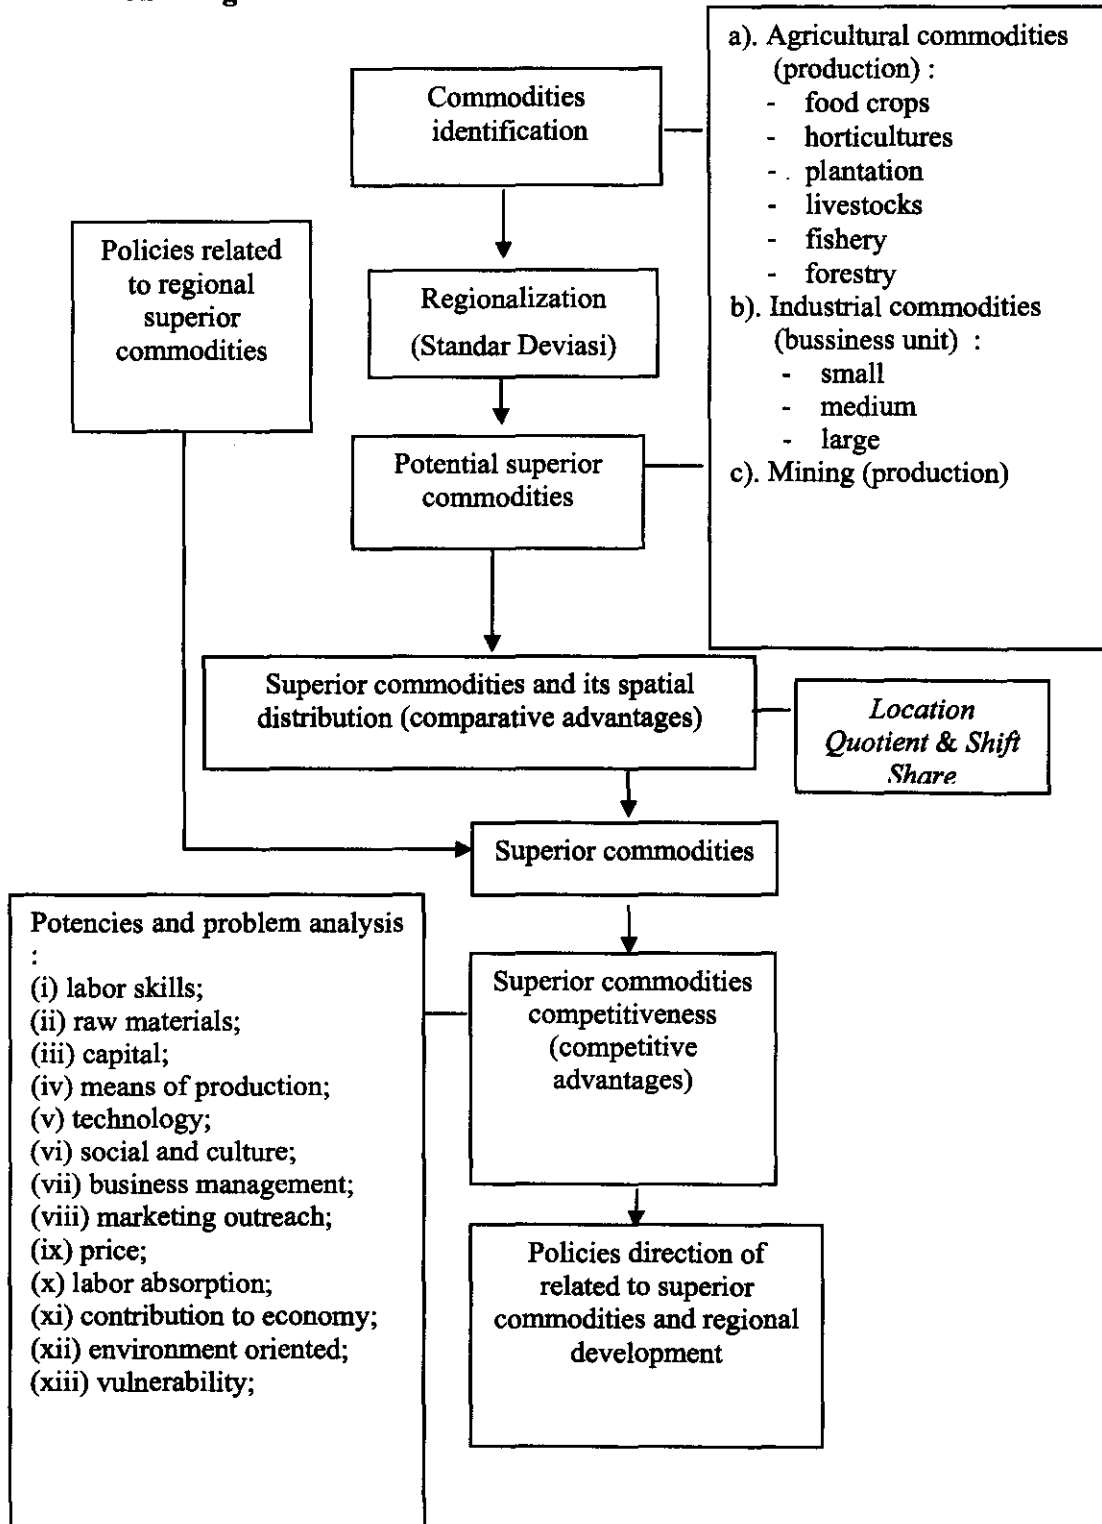 Commodities
identification
a). Agricultural commodities
(production) :
- food crops
- horticultures
- plantation
- livestocks
- fishery
- forestry
b). Industrial commodities
(bussiness unit) :
- small
- medium
- large
c). Mining (production)
Policies related
to regional
superior
commodities
Regionalization
(Standar Deviasi)
Potential superior
commodities
Superior commodities and its spatial
distribution (comparative advantages)
Location
Quotient & Shift
Share
Superior commodities
Potencies and problem analysis
:
(i) labor skills;
(ii) raw materials;
(iii) capital;
(iv) means of production;
(v) technology;
(vi) social and culture;
(vii) business management;
(viii) marketing outreach;
(ix) price;
(x) labor absorption;
(xi) contribution to economy;
(xii) environment oriented;
(xiii) vulnerability;
Superior commodities
competitiveness
(competitive
advantages)
Policies direction of
related to superior
commodities and regional
development